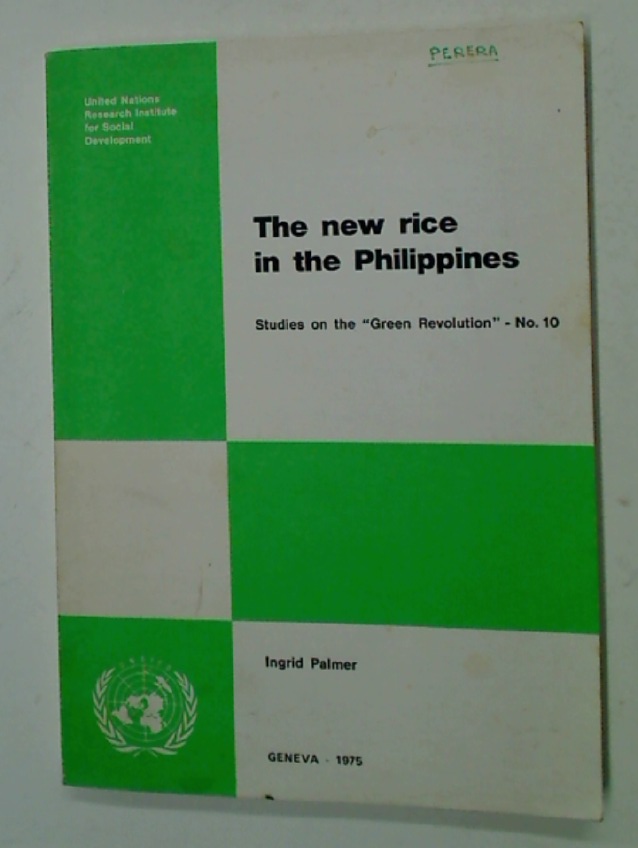 PERERA
United Nations
Research Institute
for Social
Development
The new rice
in the Philippines
Studies on the "Green Revolution" - No. 10
Ingrid Palmer
GENEVA - 1975